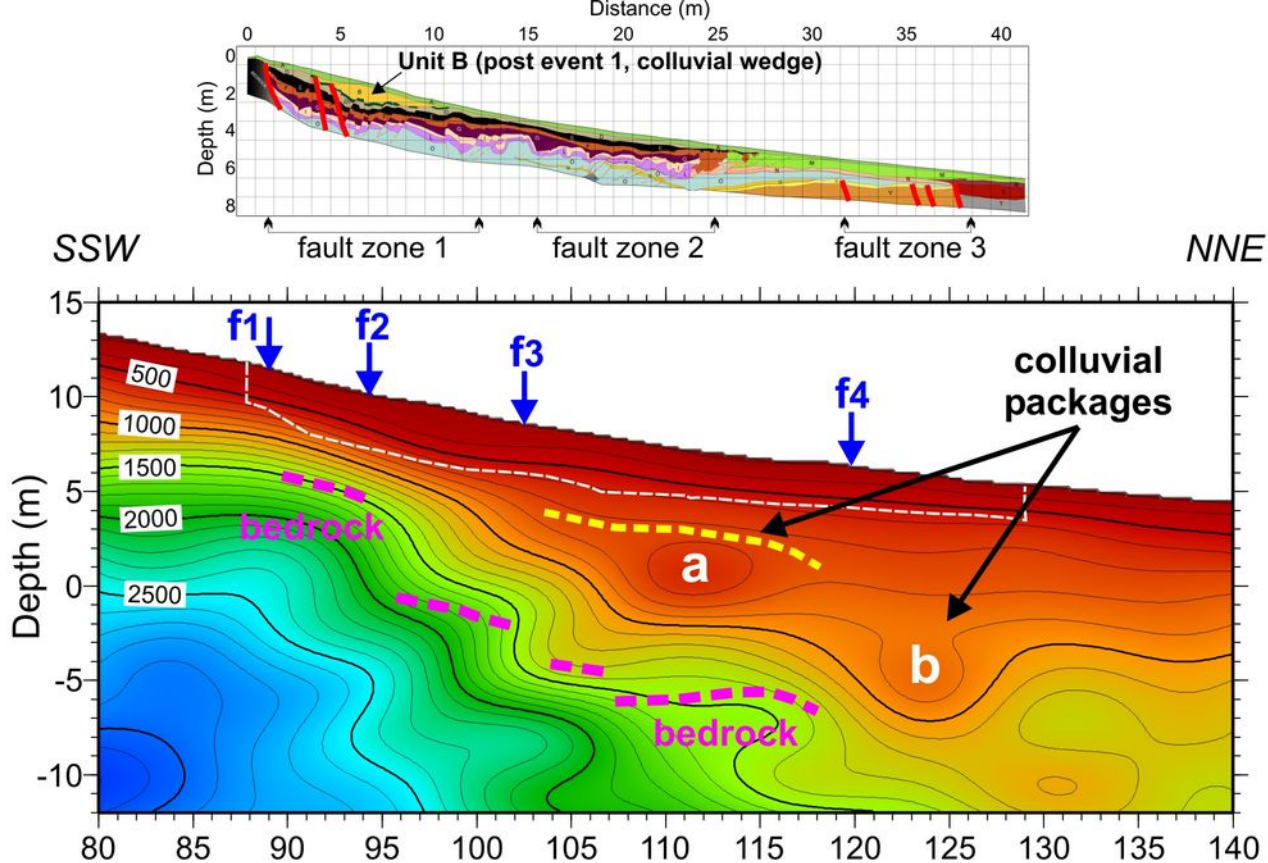 Distance (m)
0 5 10 15 20 25 30 35 40
Unit B (post event 1, colluvial wedge)
Depth (m)
0
2
4
6
8
fault zone 1 fault zone 2 fault zone 3
SSW NNE
15
f1 f2 f3 f4
colluvial
packages
10
5
0
-5
-10
Depth (m)
500
1000
1500
2000
2500
bedrock
a
b
bedrock
80 85 90 95 100 105 110 115 120 125 130 135 140